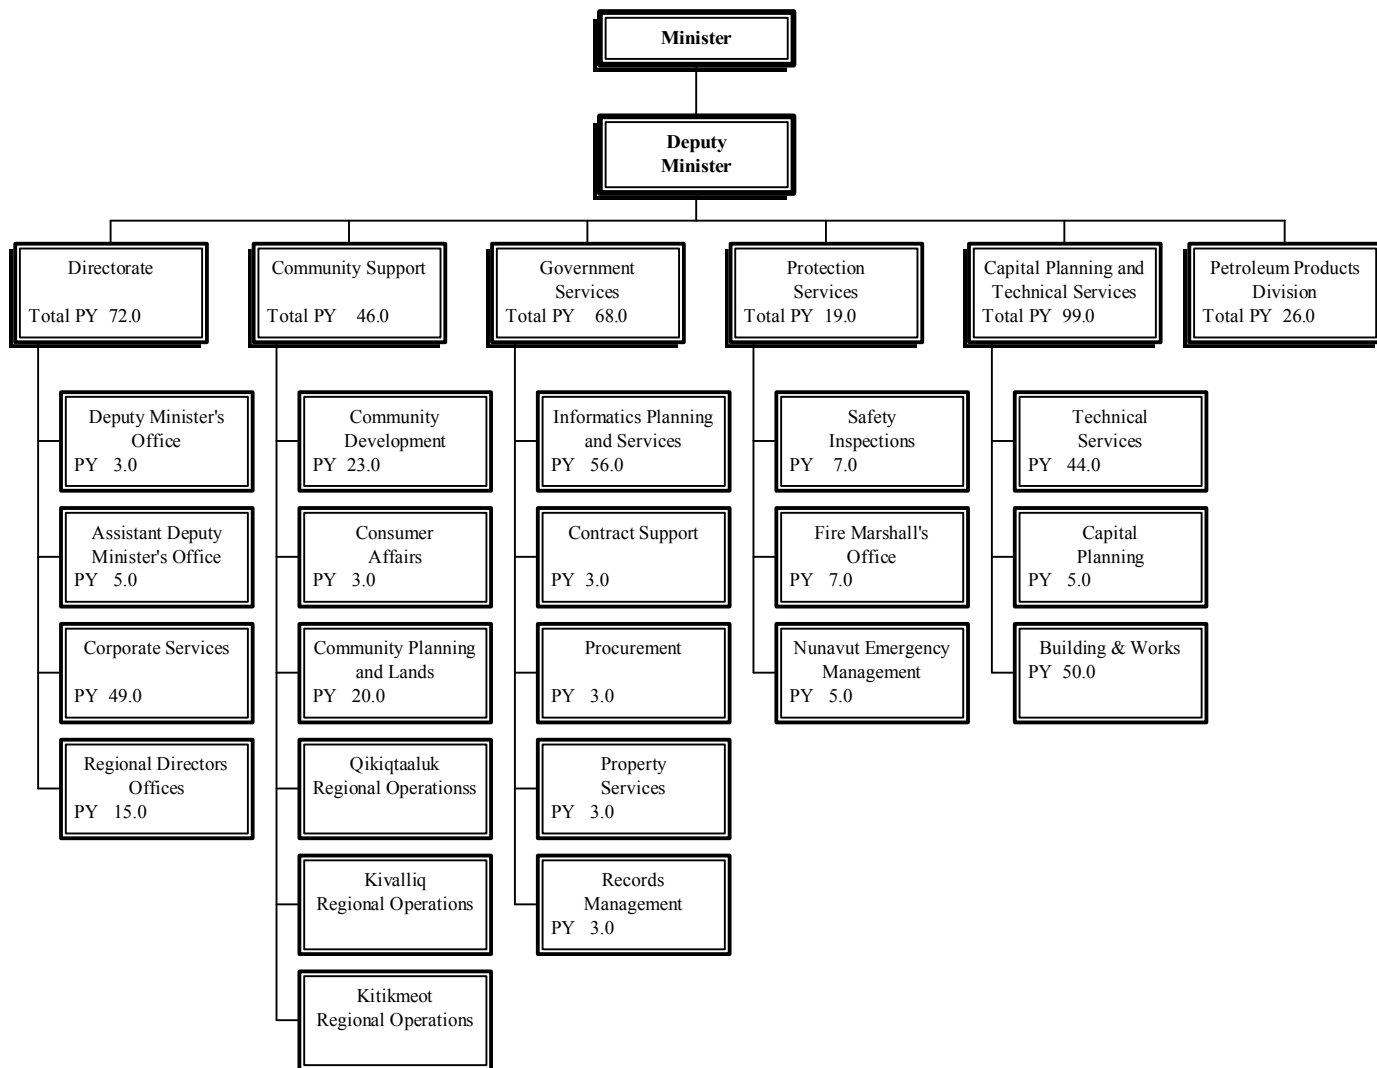 Minister
Deputy
Minister
Directorate
Total PY 72.0
Community Support
Total PY 46.0
Government
Services
Total PY 68.0
Protection
Services
Total PY 19.0
Capital Planning and
Technical Services
Total PY 99.0
Petroleum Products
Division
Total PY 26.0
Deputy Minister's
Office
PY 3.0
Assistant Deputy
Minister's Office
PY 5.0
Corporate Services
PY 49.0
Regional Directors
Offices
PY 15.0
Community
Development
PY 23.0
Consumer
Affairs
PY 3.0
Community Planning
and Lands
PY 20.0
Qikiqtaaluk
Regional Operationss
Kivalliq
Regional Operations
Kitikmeot
Regional Operations
Informatics Planning
and Services
PY 56.0
Contract Support
PY 3.0
Procurement
PY 3.0
Property
Services
PY 3.0
Records
Management
PY 3.0
Safety
Inspections
PY 7.0
Fire Marshall's
Office
PY 7.0
Nunavut Emergency
Management
PY 5.0
Technical
Services
PY 44.0
Capital
Planning
PY 5.0
Building & Works
PY 50.0